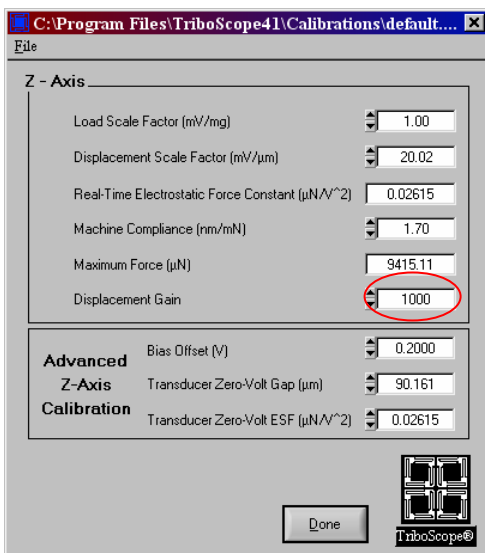 C:\Program Files\TriboScope41\Calibrations\default....
File
Z - Axis
Load Scale Factor (mV/mg) 1.00
Displacement Scale Factor (mV/µm) 20.02
Real-Time Electrostatic Force Constant (µN/V^2) 0.02615
Machine Compliance (nm/mN) 1.70
Maximum Force (µN) 9415.11
Displacement Gain 1000
Advanced
Z-Axis
Calibration
Bias Offset (V) 0.2000
Transducer Zero-Volt Gap (µm) 90.161
Transducer Zero-Volt ESF (µN/V^2) 0.02615
Done
TriboScope®